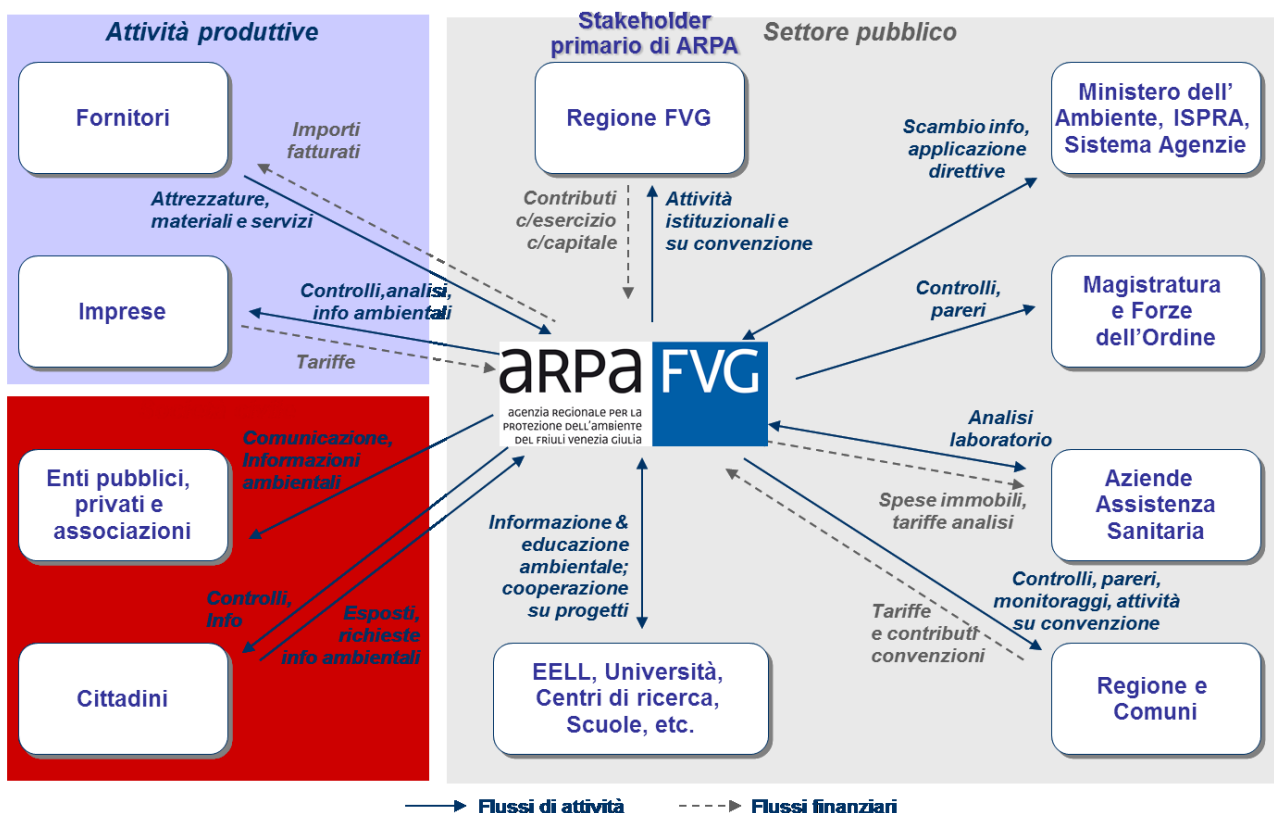 Attività produttive
Fornitori
Importi
fatturati
Attrezzature,
materiali e servizi
Imprese
Controlli,analisi,
info ambientali
Tariffe
Stakeholder
primario di ARPA
Settore pubblico
Regione FVG
Contributi
c/esercizio
c/capitale
Attività
istituzionali e
su convenzione
Scambio info,
applicazione
direttive
Ministero dell'
Ambiente, ISPRA,
Sistema Agenzie
Controlli,
pareri
Magistratura
e Forze
dell'Ordine
aRPa FVG
agenzia regionale per la
protezione dell'ambiente
del friuli venezia giulia
Analisi
laboratorio
Spese immobili,
tariffe analisi
Aziende
Assistenza
Sanitaria
Comunicazione,
Informazioni
ambientali
Enti pubblici,
privati e
associazioni
Controlli,
Info
Esposti,
richieste
info ambientali
Cittadini
Informazione &
educazione
ambientale;
cooperazione
su progetti
EELL, Università,
Centri di ricerca,
Scuole, etc.
Tariffe
e contributi
convenzioni
Controlli, pareri,
monitoraggi, attività
su convenzione
Regione e
Comuni
Flussi di attività
Flussi finanziari